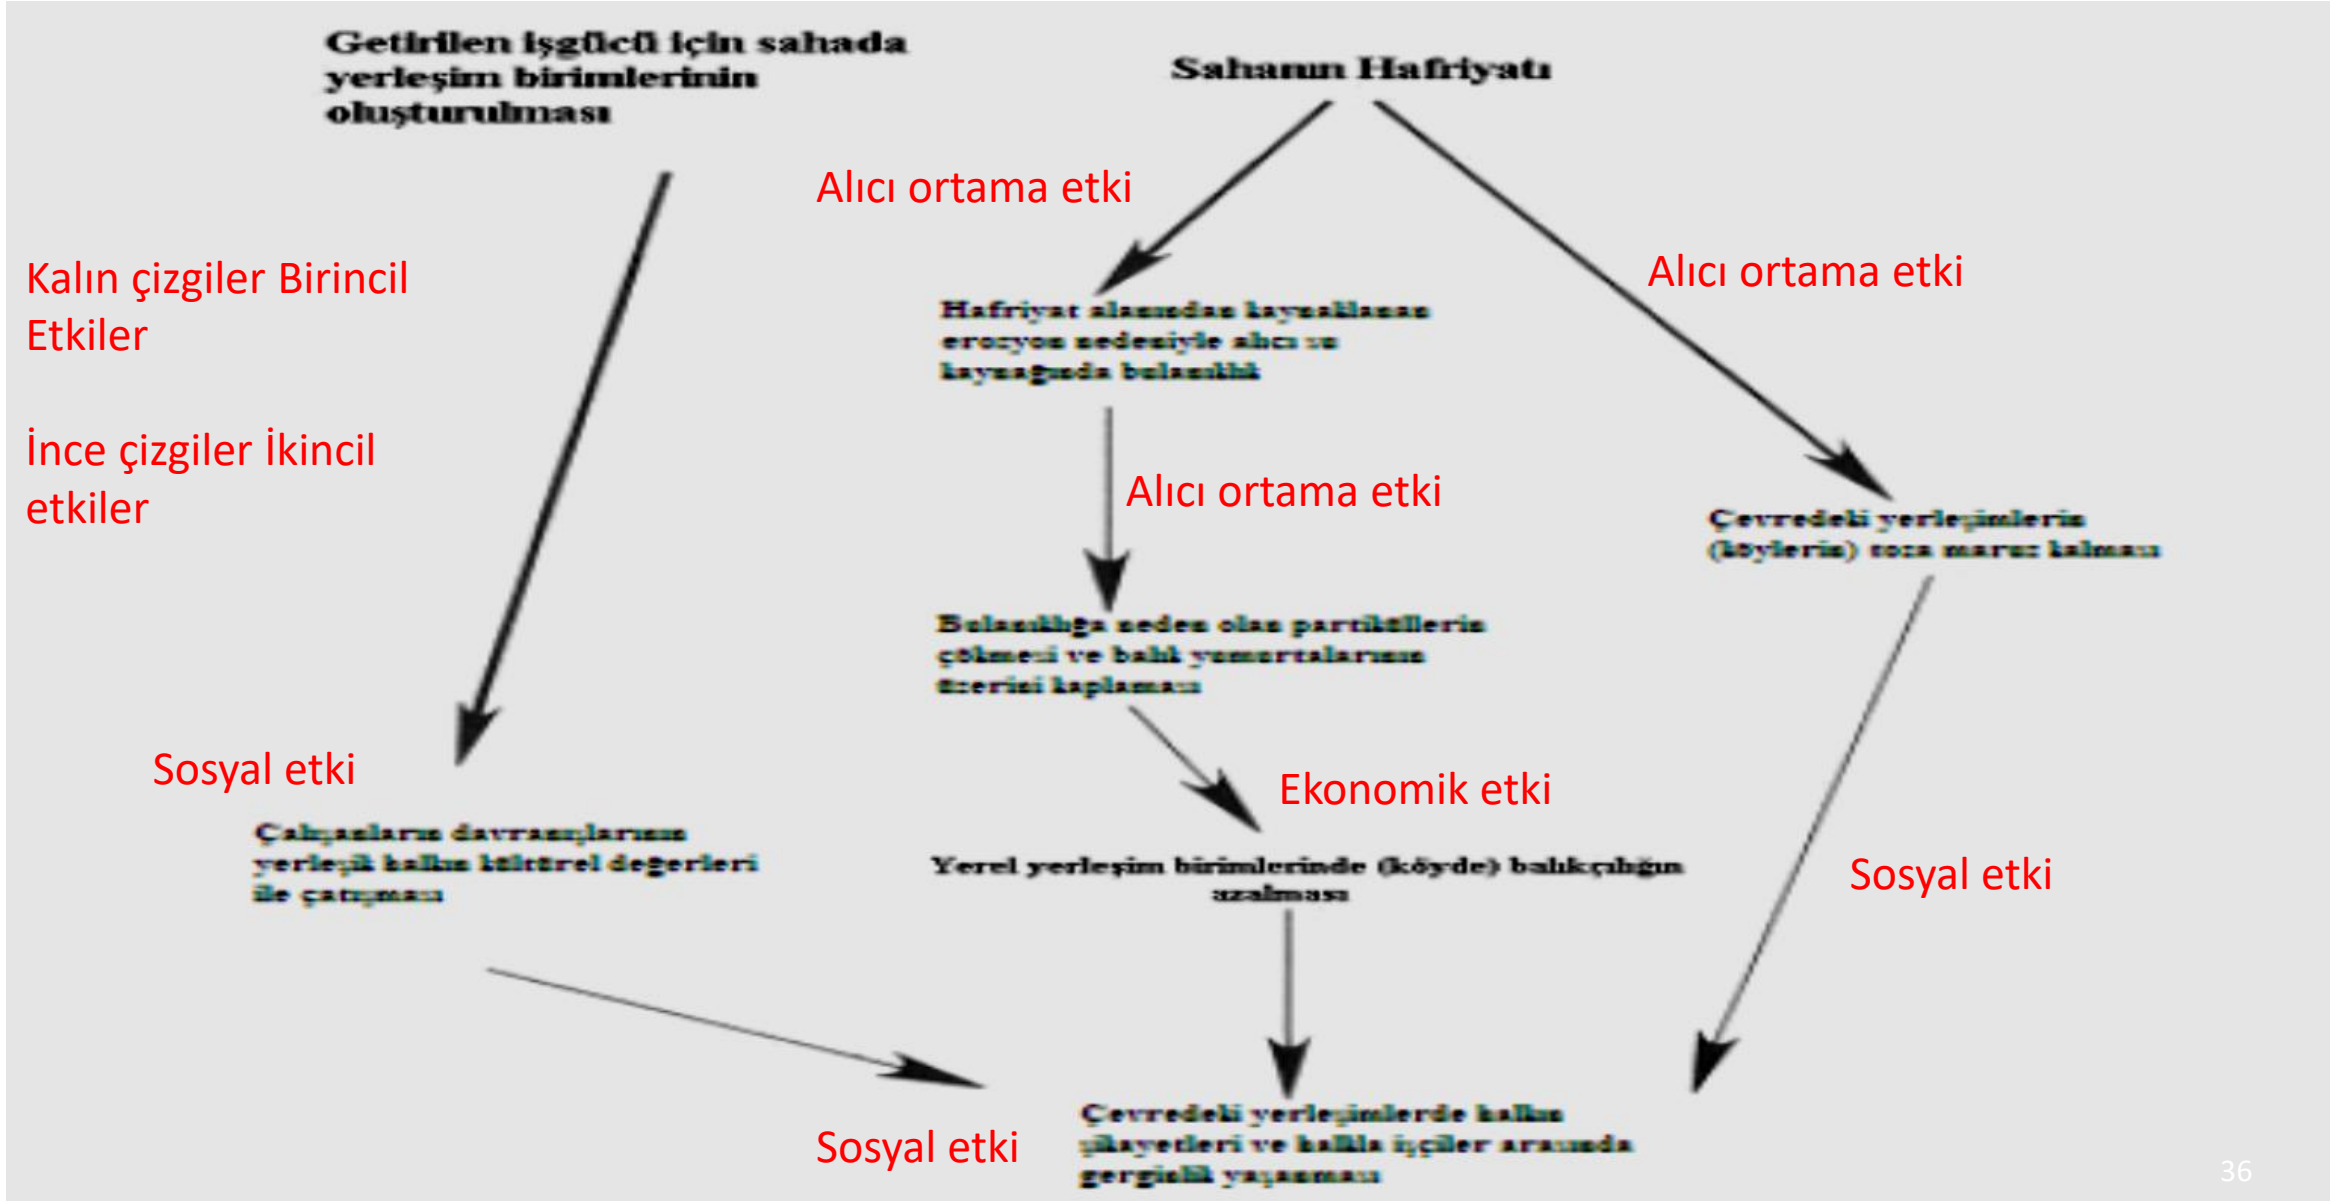 Getirilen işgücü için sahada
yerleşim birimlerinin
oluşturulması
Sahanın Hafriyatı
Alıcı ortama etki
Alıcı ortama etki
Kalın çizgiler Birincil
Etkiler
Hafriyat alanından kaynaklanan
erozyon nedeniyle alıcı su
kaynağında bulanıklık
İnce çizgiler İkincil
etkiler
Alıcı ortama etki
Çevredeki yerleşimlerin
(köylerin) toza maruz kalması
Bulanıklığa neden olan partiküllerin
çökmesi ve balık yumurtalarının
üzerini kaplaması
Sosyal etki
Ekonomik etki
Çalışanların davranışlarının
yerleşik halkın kültürel değerleri
ile çatışması
Yerel yerleşim birimlerinde (köyde) balıkçılığın
azalması
Sosyal etki
Sosyal etki
Çevredeki yerleşimlerde halkın
şikayetleri ve halkla işçiler arasında
gerginlik yaşanması
36